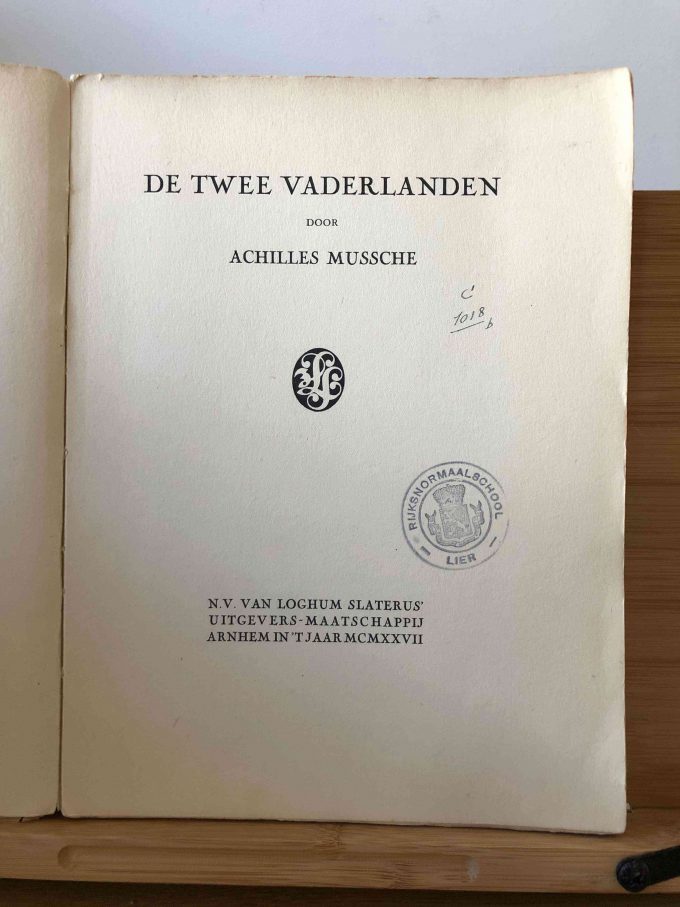 DE TWEE VADERLANDEN
DOOR
ACHILLES MUSSCHE
C'
1018
b
RIJKSNORMAALSCHOOL
LIER
N.V. VAN LOGHUM SLATERUS'
UITGEVERS-MAATSCHAPPIJ
ARNHEM IN 'T JAAR MCMXXVII